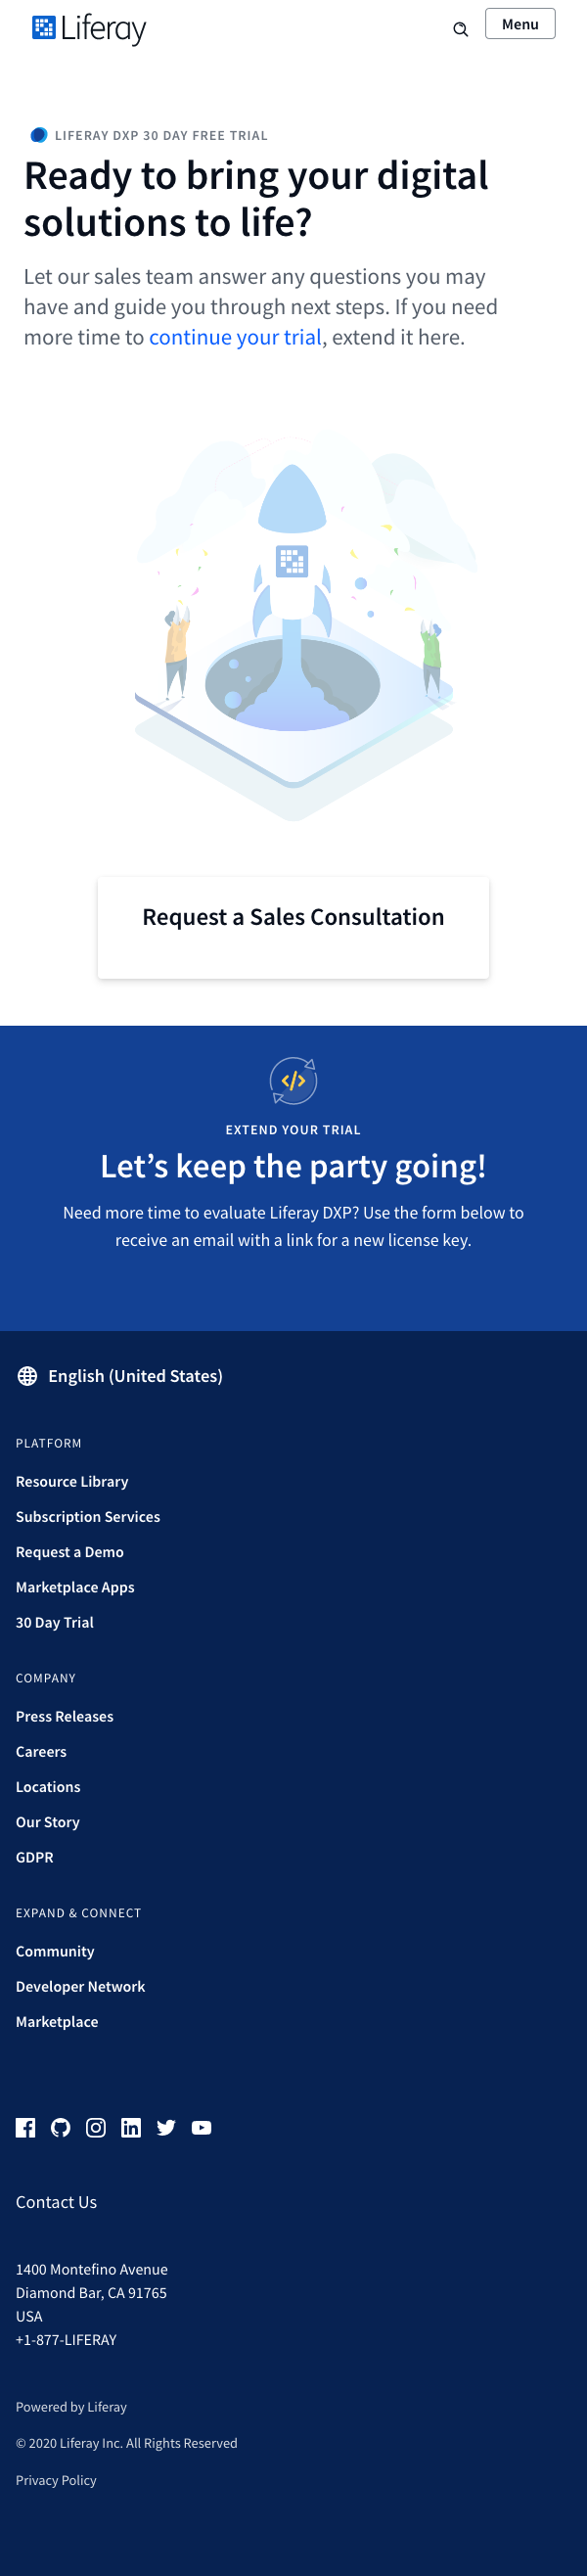 Liferay
Menu
LIFERAY DXP 30 DAY FREE TRIAL
Ready to bring your digital
solutions to life?
Let our sales team answer any questions you may
have and guide you through next steps. If you need
more time to continue your trial, extend it here.
Request a Sales Consultation
EXTEND YOUR TRIAL
Let’s keep the party going!
Need more time to evaluate Liferay DXP? Use the form below to
receive an email with a link for a new license key.
English (United States)
PLATFORM
Resource Library
Subscription Services
Request a Demo
Marketplace Apps
30 Day Trial
COMPANY
Press Releases
Careers
Locations
Our Story
GDPR
EXPAND & CONNECT
Community
Developer Network
Marketplace
Contact Us
1400 Montefino Avenue
Diamond Bar, CA 91765
USA
+1-877-LIFERAY
Powered by Liferay
© 2020 Liferay Inc. All Rights Reserved
Privacy Policy